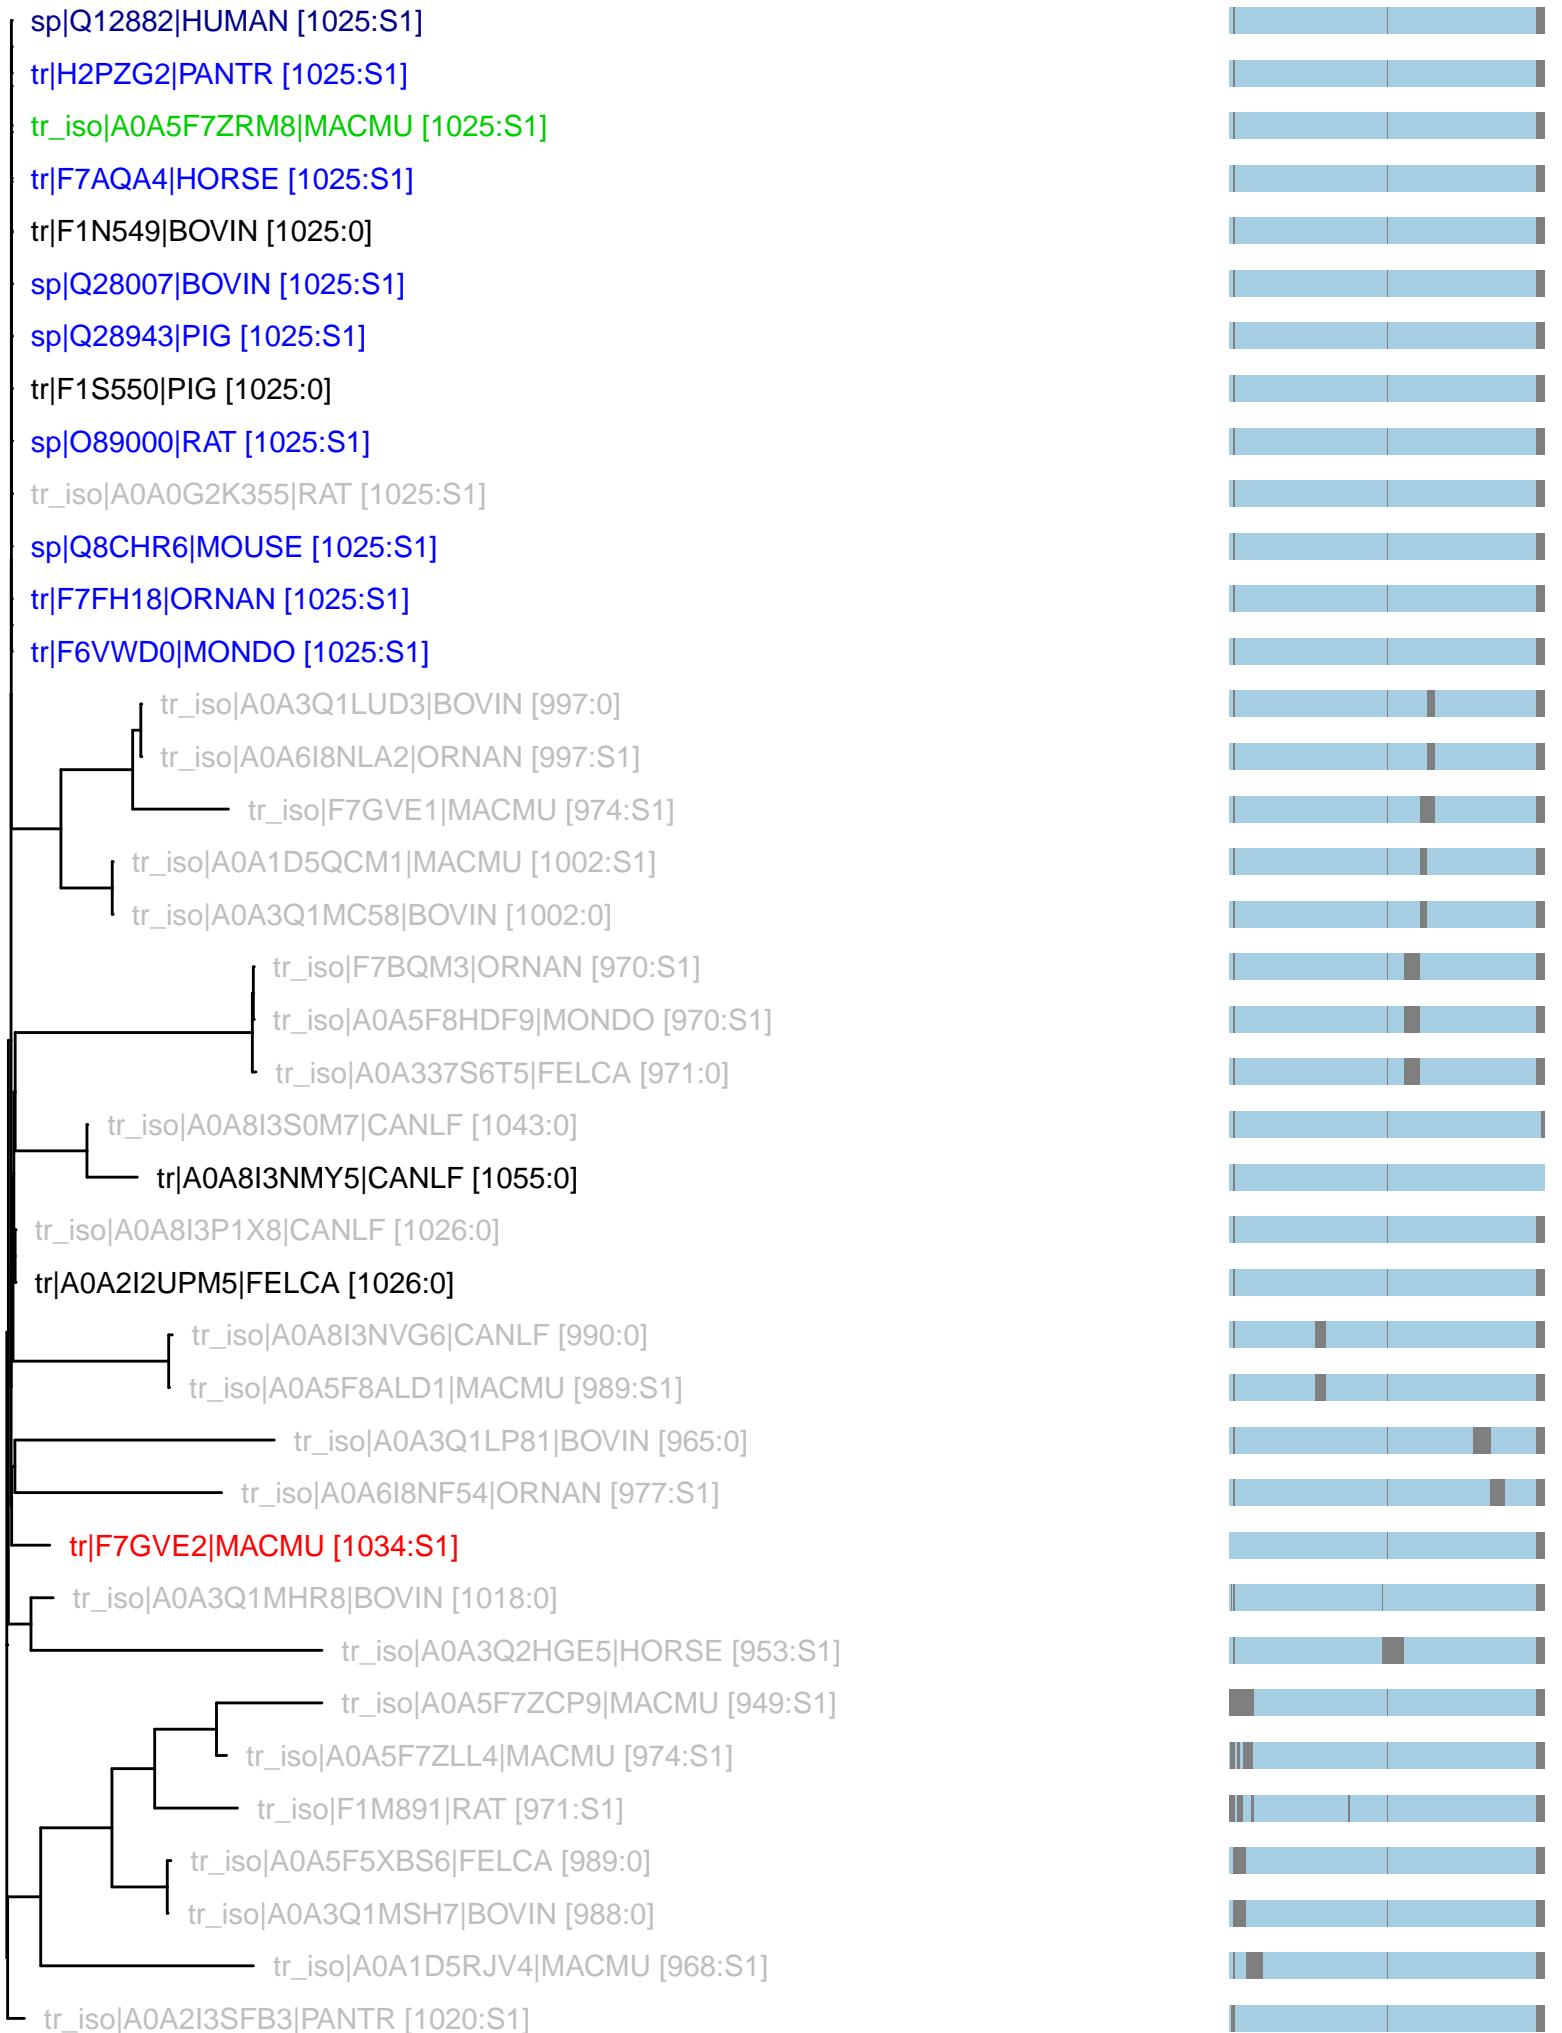 sp|Q12882|HUMAN [1025:S1]
tr|H2PZG2|PANTR [1025:S1]
tr_iso|A0A5F7ZRM8|MACMU [1025:S1]
tr|F7AQA4|HORSE [1025:S1]
tr|F1N549|BOVIN [1025:0]
sp|Q28007|BOVIN [1025:S1]
sp|Q28943|PIG [1025:S1]
tr|F1S550|PIG [1025:0]
sp|O89000|RAT [1025:S1]
tr_iso|A0A0G2K355|RAT [1025:S1]
sp|Q8CHR6|MOUSE [1025:S1]
tr|F7FH18|ORNAN [1025:S1]
tr|F6VWD0|MONDO [1025:S1]
tr_iso|A0A3Q1LUD3|BOVIN [997:0]
tr_iso|A0A6I8NLA2|ORNAN [997:S1]
tr_iso|F7GVE1|MACMU [974:S1]
tr_iso|A0A1D5QCM1|MACMU [1002:S1]
tr_iso|A0A3Q1MC58|BOVIN [1002:0]
tr_iso|F7BQM3|ORNAN [970:S1]
tr_iso|A0A5F8HDF9|MONDO [970:S1]
tr_iso|A0A337S6T5|FELCA [971:0]
tr_iso|A0A8I3S0M7|CANLF [1043:0]
tr|A0A8I3NMY5|CANLF [1055:0]
tr_iso|A0A8I3P1X8|CANLF [1026:0]
tr|A0A2I2UPM5|FELCA [1026:0]
tr_iso|A0A8I3NVG6|CANLF [990:0]
tr_iso|A0A5F8ALD1|MACMU [989:S1]
tr_iso|A0A3Q1LP81|BOVIN [965:0]
tr_iso|A0A6I8NF54|ORNAN [977:S1]
tr|F7GVE2|MACMU [1034:S1]
tr_iso|A0A3Q1MHR8|BOVIN [1018:0]
tr_iso|A0A3Q2HGE5|HORSE [953:S1]
tr_iso|A0A5F7ZCP9|MACMU [949:S1]
tr_iso|A0A5F7ZLL4|MACMU [974:S1]
tr_iso|F1M891|RAT [971:S1]
tr_iso|A0A5F5XBS6|FELCA [989:0]
tr_iso|A0A3Q1MSH7|BOVIN [988:0]
tr_iso|A0A1D5RJV4|MACMU [968:S1]
tr_iso|A0A2I3SFB3|PANTR [1020:S1]